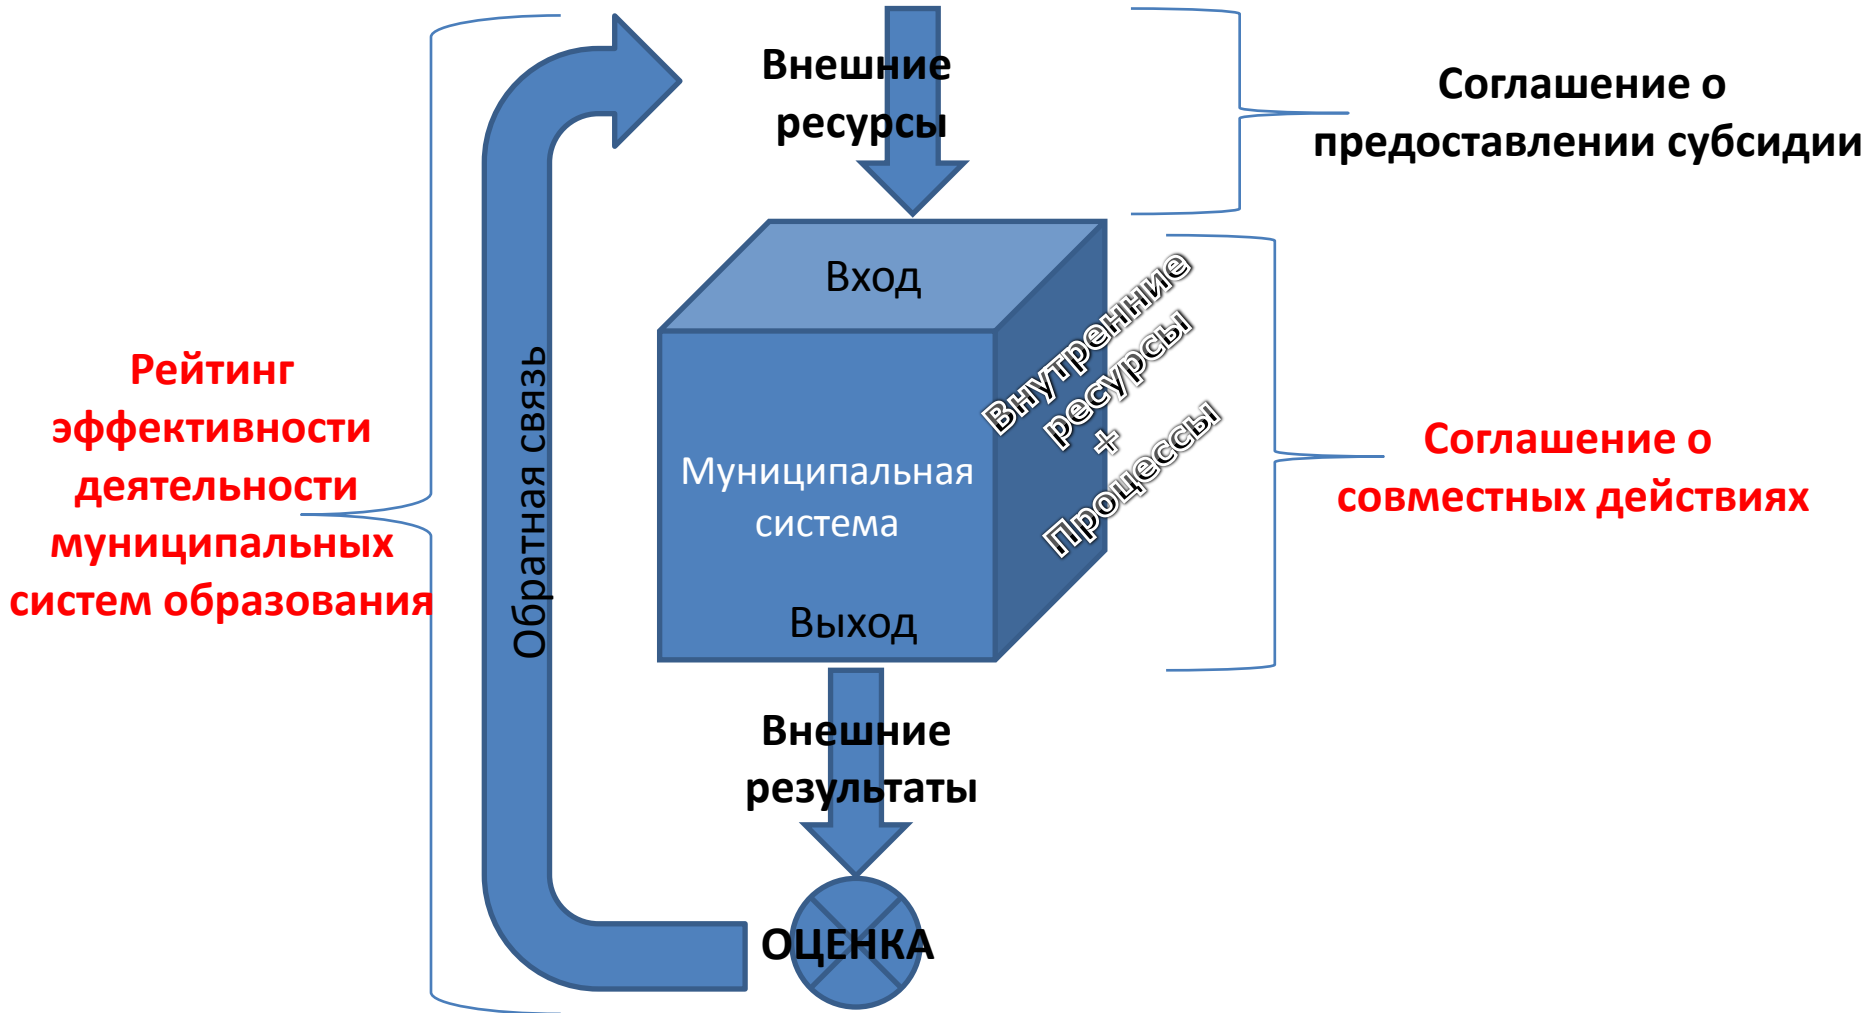 Внешние
ресурсы
Соглашение о
предоставлении субсидии
Вход
Внутренние
ресурсы
+
Процессы
Муниципальная
система
Выход
Соглашение о
совместных действиях
Рейтинг
эффективности
деятельности
муниципальных
систем образования
Обратная связь
Внешние
результаты
ОЦЕНКА